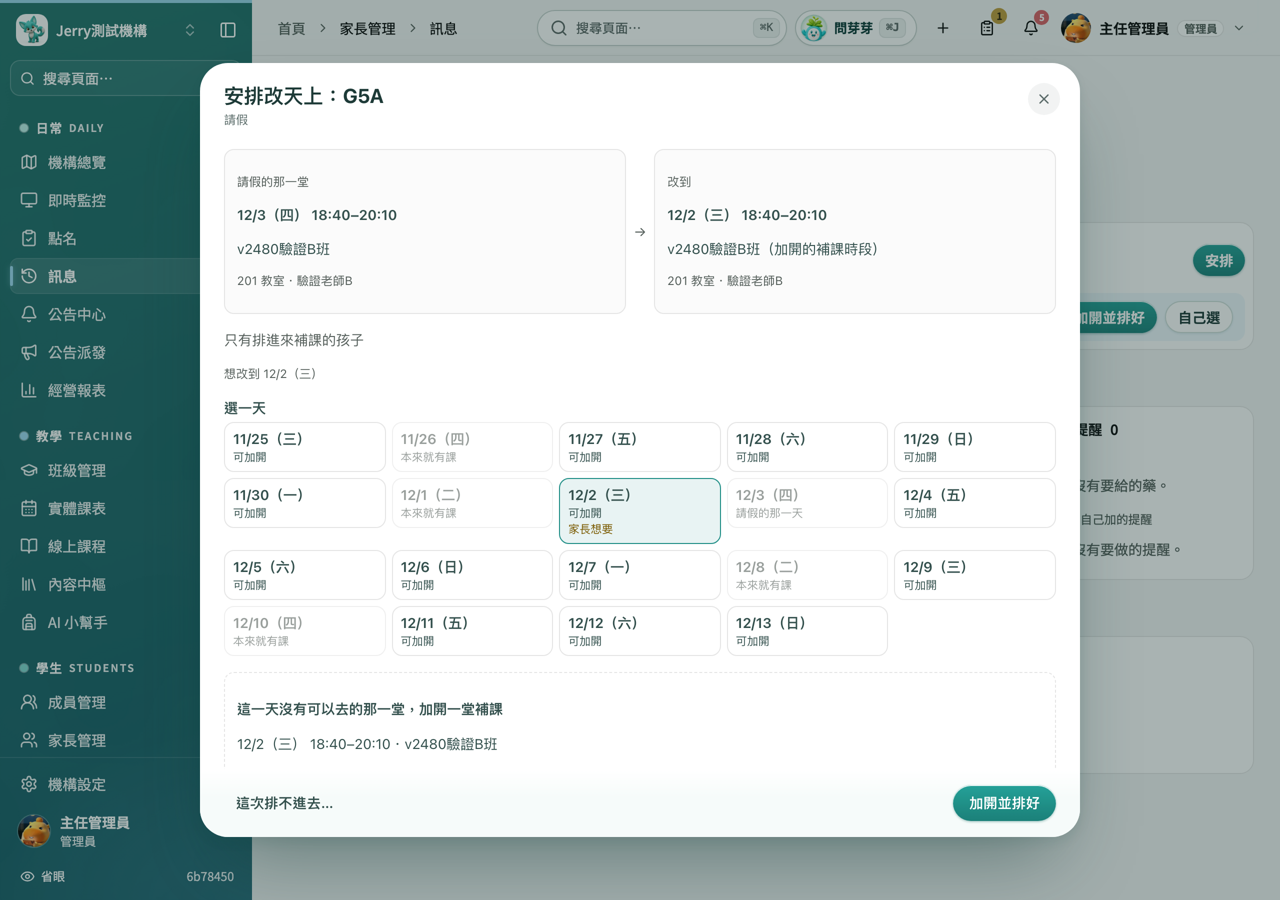 Jerry測試機構
首頁 > 家長管理 > 訊息
搜尋頁面… ⌘K
問芽芽 ⌘J
1
5
主任管理員 管理員
搜尋頁面…
日常 DAILY
機構總覽
即時監控
點名
訊息
公告中心
公告派發
經營報表
教學 TEACHING
班級管理
實體課表
線上課程
內容中樞
AI 小幫手
學生 STUDENTS
成員管理
家長管理
機構設定
主任管理員
管理員
省眼 6b78450
安排改天上：G5A
請假
請假的那一堂
12/3（四） 18:40–20:10
v2480驗證B班
201 教室 · 驗證老師B
→
改到
12/2（三） 18:40–20:10
v2480驗證B班（加開的補課時段）
201 教室 · 驗證老師B
只有排進來補課的孩子
想改到 12/2（三）
選一天
11/25（三）
可加開
11/26（四）
本來就有課
11/27（五）
可加開
11/28（六）
可加開
11/29（日）
可加開
11/30（一）
可加開
12/1（二）
本來就有課
12/2（三）
可加開
家長想要
12/3（四）
請假的那一天
12/4（五）
可加開
12/5（六）
可加開
12/6（日）
可加開
12/7（一）
可加開
12/8（二）
本來就有課
12/9（三）
可加開
12/10（四）
本來就有課
12/11（五）
可加開
12/12（六）
可加開
12/13（日）
可加開
這一天沒有可以去的那一堂，加開一堂補課
12/2（三） 18:40–20:10 · v2480驗證B班
這次排不進去...
加開並排好
安排
加開並排好
自己選
提醒 0
沒有要給的藥。
自己加的提醒
沒有要做的提醒。